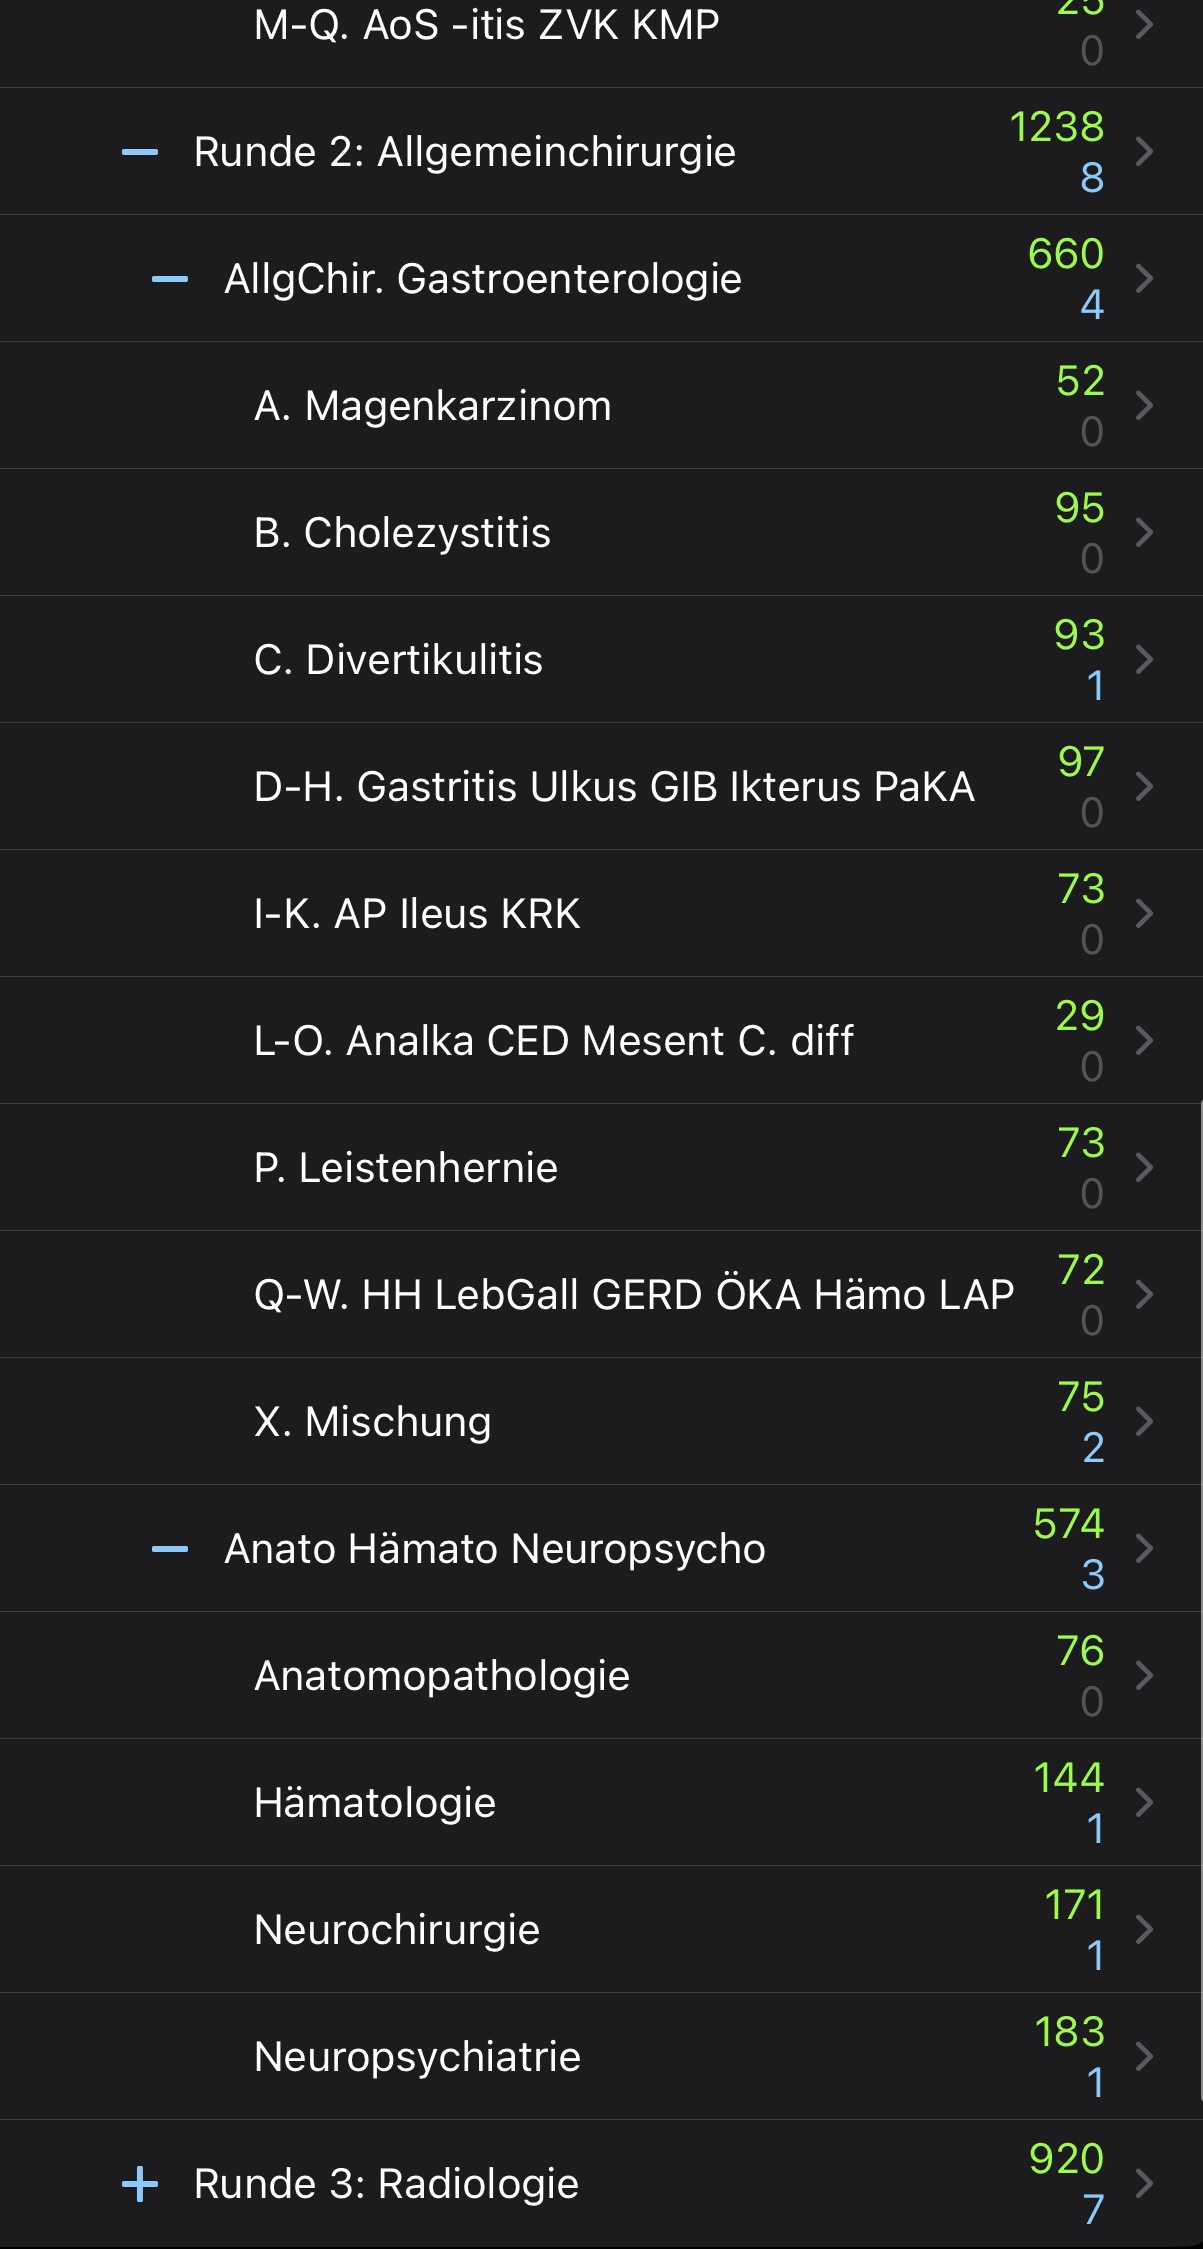 25
M-Q. AoS -itis ZVK KMP
0
1238
Runde 2: Allgemeinchirurgie
8
660
AllgChir. Gastroenterologie
4
52
A. Magenkarzinom
0
95
B. Cholezystitis
0
93
C. Divertikulitis
1
97
D-H. Gastritis Ulkus GIB Ikterus PaKA
0
73
I-K. AP Ileus KRK
0
29
L-O. Analka CED Mesent C. diff
0
73
P. Leistenhernie
0
72
Q-W. HH LebGall GERD ÖKA Hämo LAP
0
75
X. Mischung
2
574
Anato Hämato Neuropsycho
3
76
Anatomopathologie
0
144
Hämatologie
1
171
Neurochirurgie
1
183
Neuropsychiatrie
1
920
Runde 3: Radiologie
7